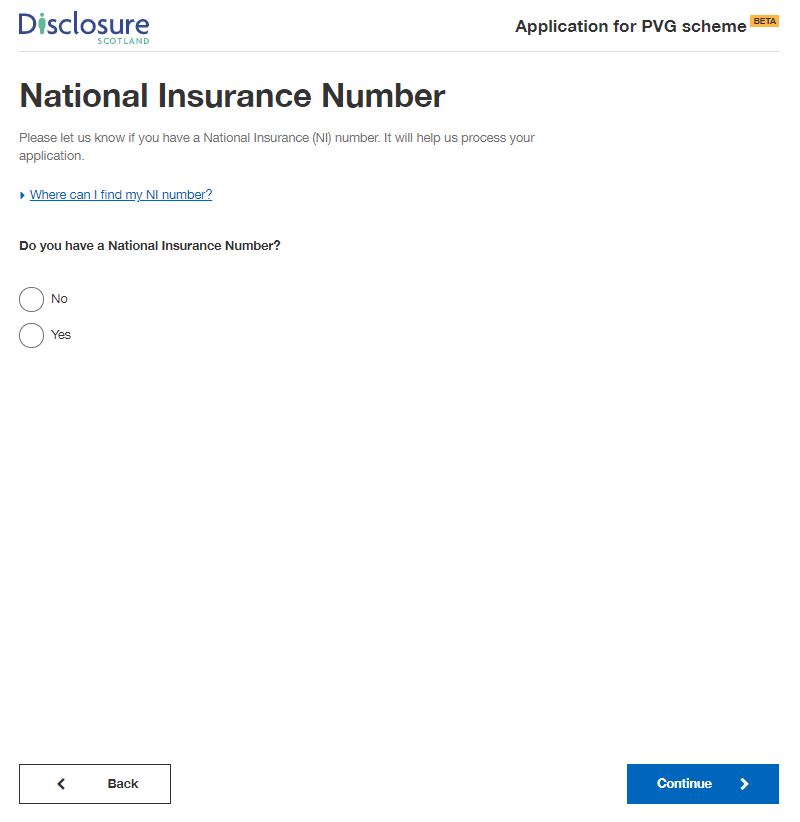 Disclosure
SCOTLAND
Application for PVG scheme BETA
National Insurance Number
Please let us know if you have a National Insurance (NI) number. It will help us process your
application.
Where can I find my NI number?
Do you have a National Insurance Number?
No
Yes
Back
Continue